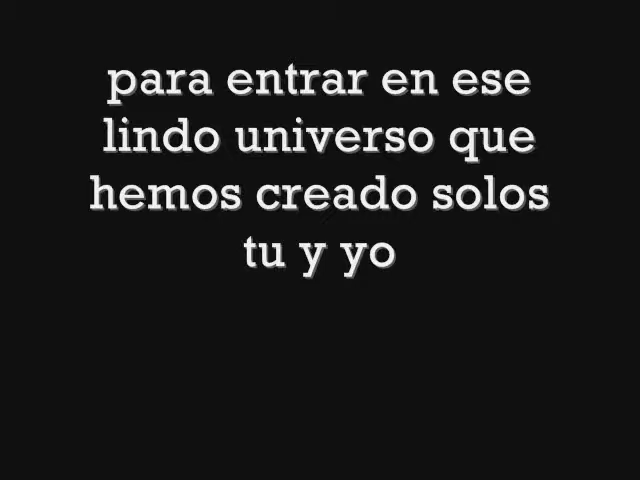 para entrar en ese
lindo universo que
hemos creado solos
tu y yo